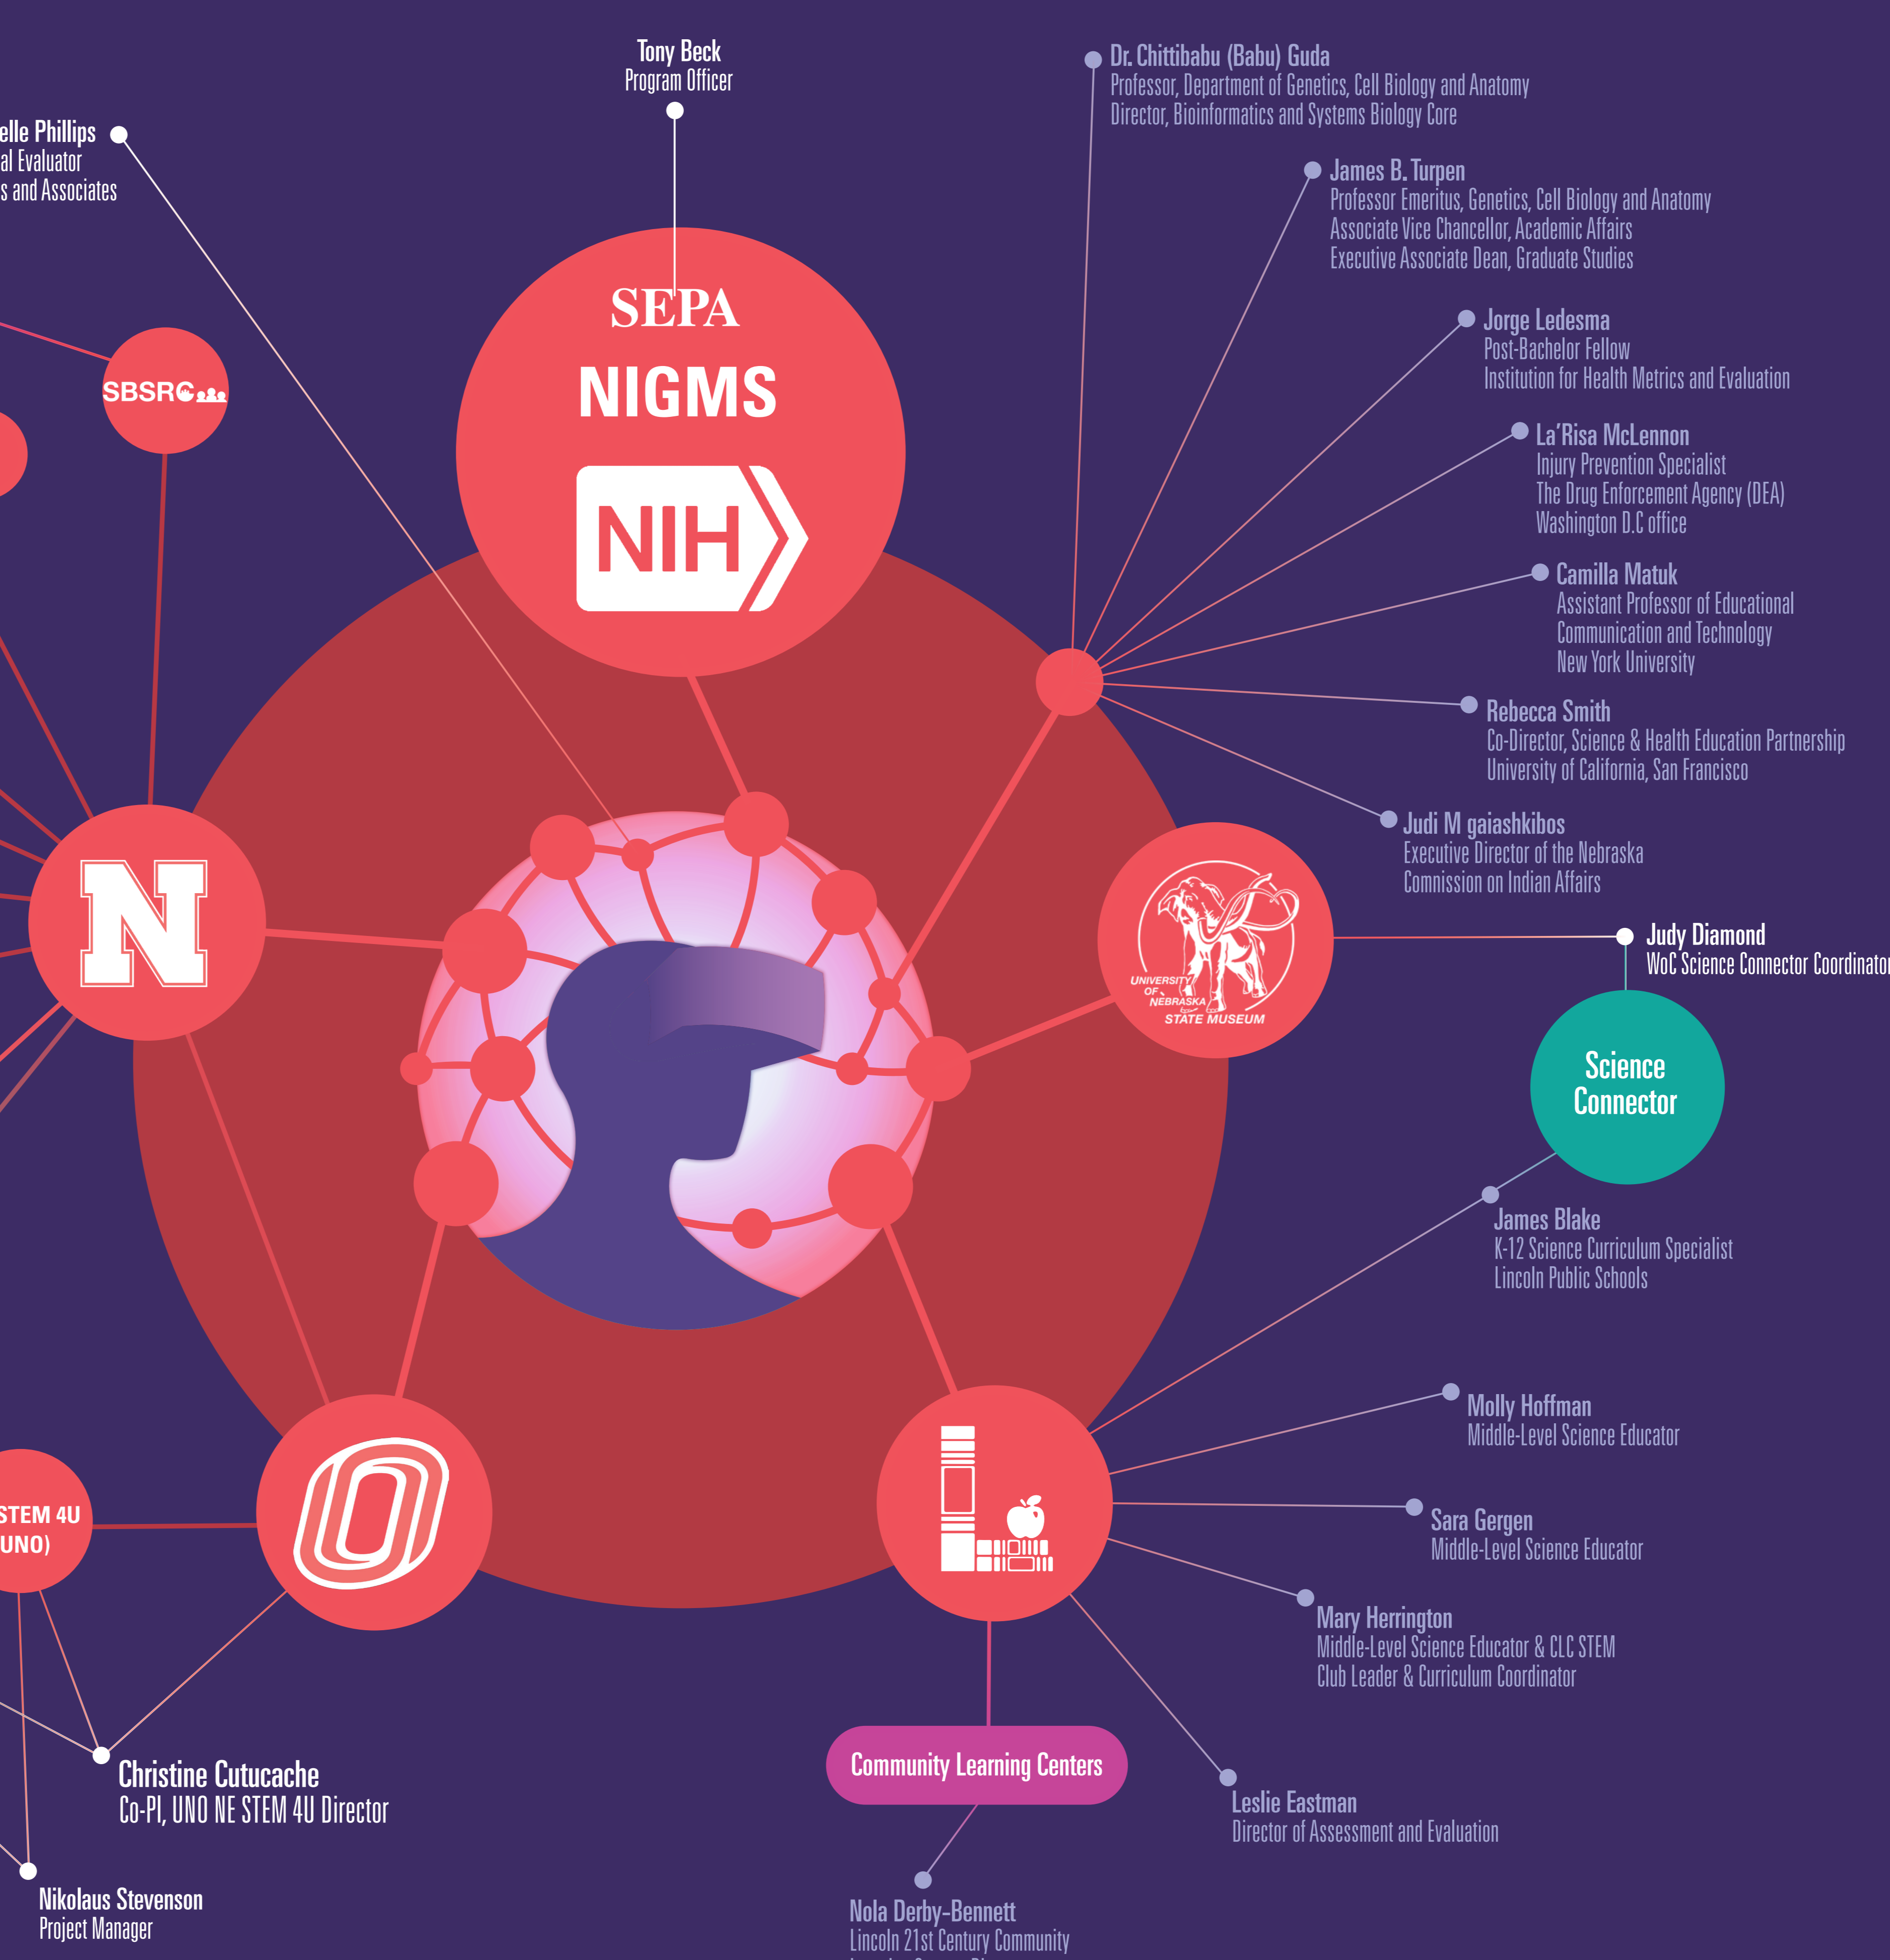 Tony Beck
Program Officer
elle Phillips
al Evaluator
s and Associates
Dr. Chittibabu (Babu) Guda
Professor, Department of Genetics, Cell Biology and Anatomy
Director, Bioinformatics and Systems Biology Core
James B. Turpen
Professor Emeritus, Genetics, Cell Biology and Anatomy
Associate Vice Chancellor, Academic Affairs
Executive Associate Dean, Graduate Studies
SEPA
NIGMS
NIH
SBSRC
Jorge Ledesma
Post-Bachelor Fellow
Institution for Health Metrics and Evaluation
La'Risa McLennon
Injury Prevention Specialist
The Drug Enforcement Agency (DEA)
Washington D.C office
Camilla Matuk
Assistant Professor of Educational
Communication and Technology
New York University
Rebecca Smith
Co-Director, Science & Health Education Partnership
University of California, San Francisco
Judi M gaiashkibos
Executive Director of the Nebraska
Comnission on Indian Affairs
N
UNIVERSITY
OF
NEBRASKA
STATE MUSEUM
Judy Diamond
WoC Science Connector Coordinator
Science
Connector
James Blake
K-12 Science Curriculum Specialist
Lincoln Public Schools
Molly Hoffman
Middle-Level Science Educator
Sara Gergen
Middle-Level Science Educator
Mary Herrington
Middle-Level Science Educator & CLC STEM
Club Leader & Curriculum Coordinator
Leslie Eastman
Director of Assessment and Evaluation
O
L
STEM 4U
UNO)
Community Learning Centers
Christine Cutucache
Co-PI, UNO NE STEM 4U Director
Nikolaus Stevenson
Project Manager
Nola Derby-Bennett
Lincoln 21st Century Community